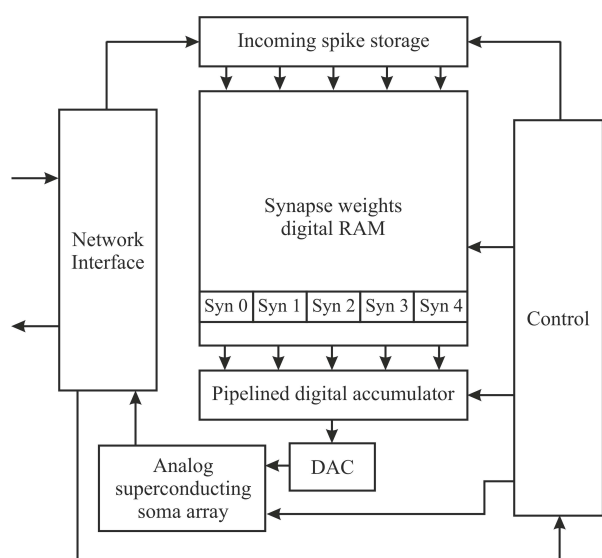 Incoming spike storage
Synapse weights
digital RAM
Network
Interface
Syn 0 Syn 1 Syn 2 Syn 3 Syn 4
Control
Pipelined digital accumulator
DAC
Analog
superconducting
soma array